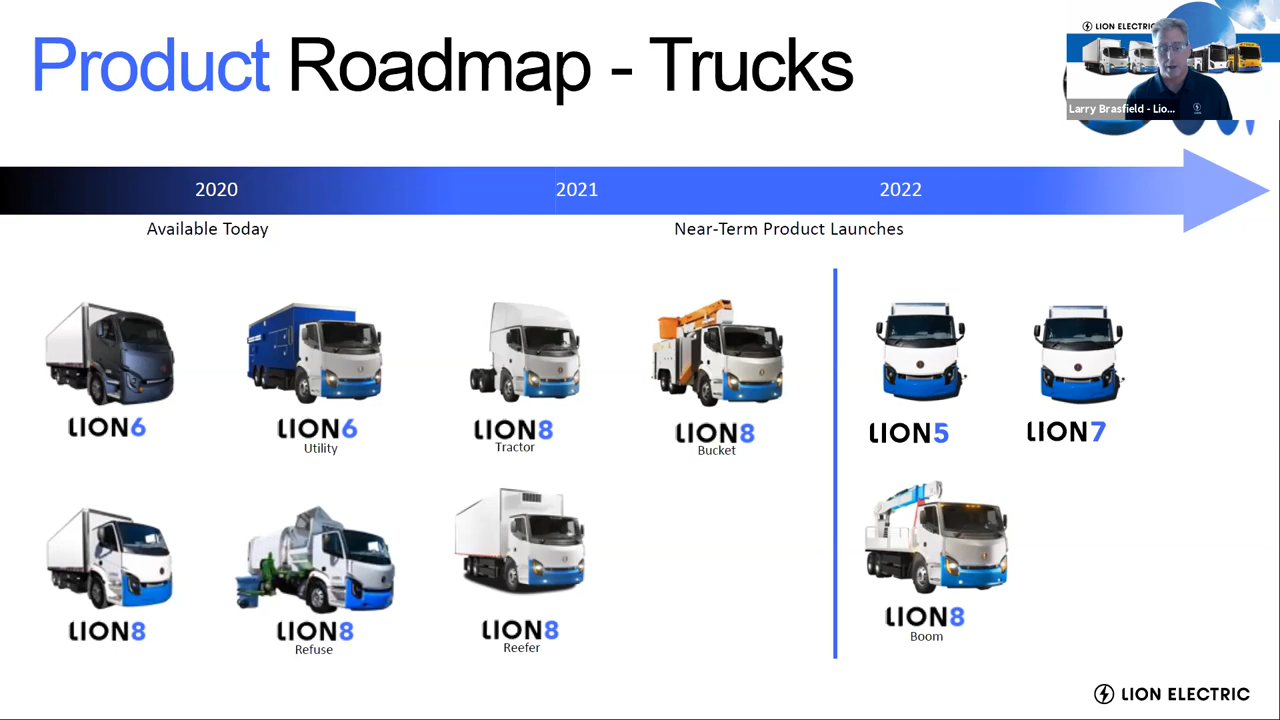 Product Roadmap - Trucks
LION ELECTRIC
Larry Brasfield - Lio...
2020
2021
2022
Available Today
Near-Term Product Launches
LION6
LION6
Utility
LION8
Tractor
LION8
Bucket
LION5
LION7
LION8
LION8
Refuse
LION8
Reefer
LION8
Boom
LION ELECTRIC